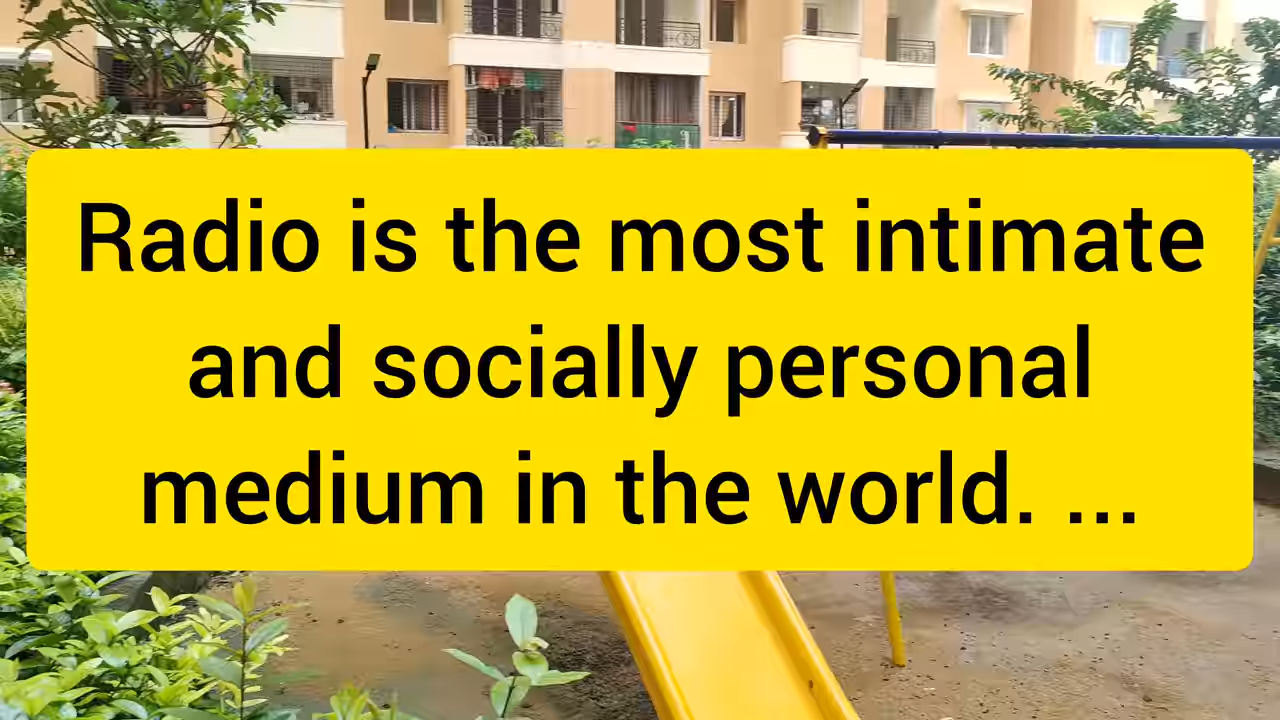 Radio is the most intimate
and socially personal
medium in the world. ...